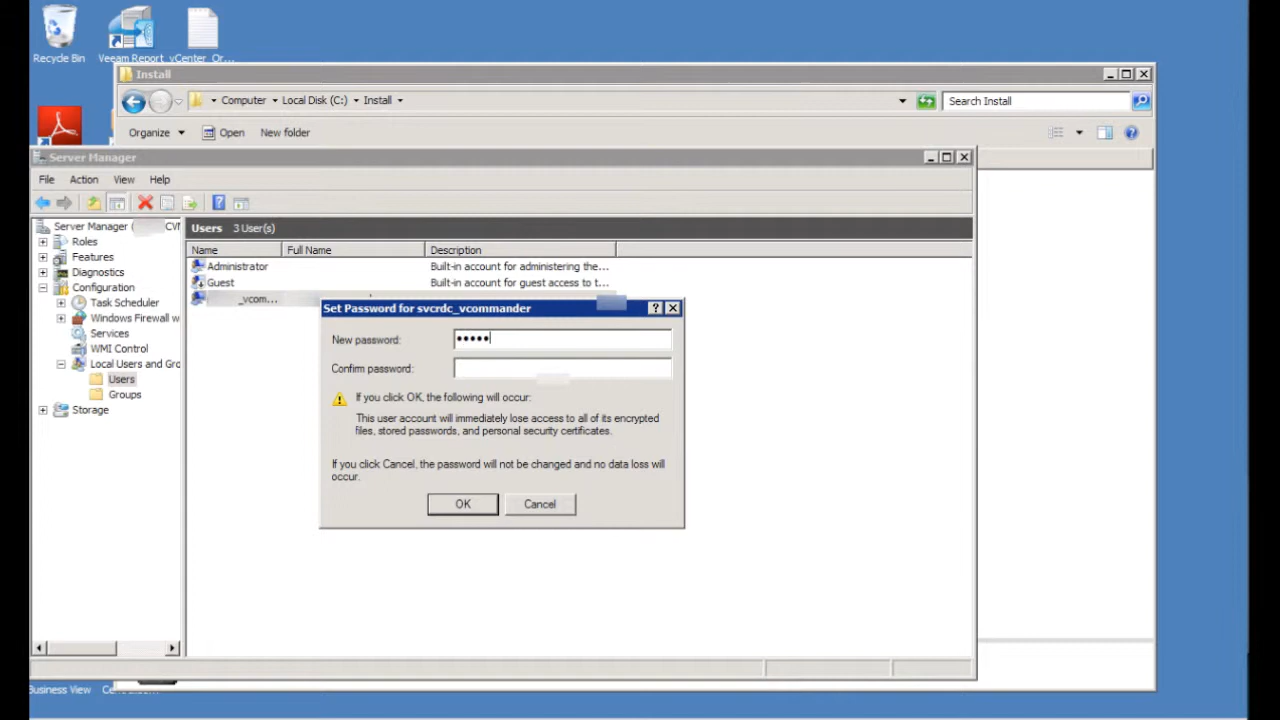 Recycle Bin
Veeam Report
vCenter_Or...
Install
Computer
Local Disk (C:)
Install
Search Install
Organize
Open
New folder
Server Manager
File
Action
View
Help
Server Manager (
CVM
Roles
Features
Diagnostics
Configuration
Task Scheduler
Windows Firewall w
Services
WMI Control
Local Users and Gro
Users
Groups
Storage
Users 3 User(s)
Name
Full Name
Description
Administrator
Built-in account for administering the...
Guest
Built-in account for guest access to t...
_vcom...
Set Password for svcrdc_vcommander
New password:
•••••
Confirm password:
If you click OK, the following will occur:
This user account will immediately lose access to all of its encrypted
files, stored passwords, and personal security certificates.
If you click Cancel, the password will not be changed and no data loss will
occur.
OK
Cancel
Business View